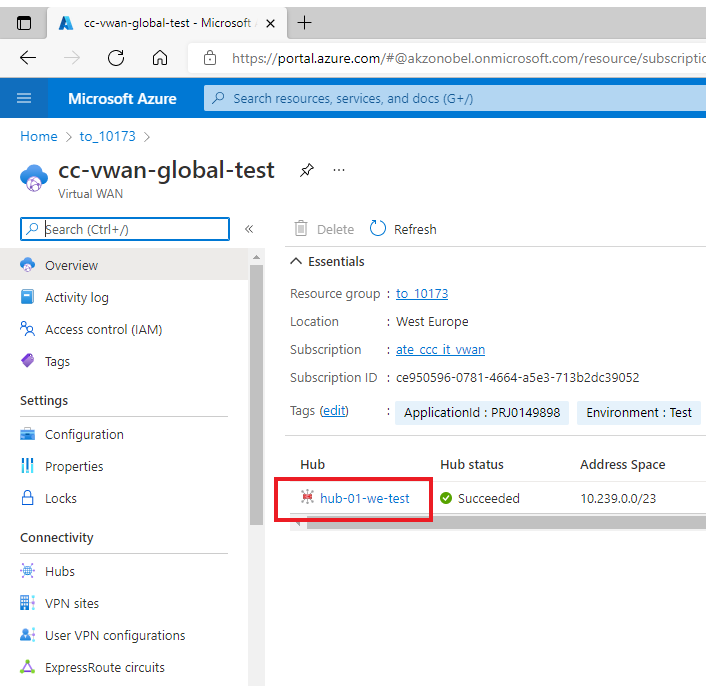 cc-vwan-global-test - Microsoft
https://portal.azure.com/#@akzonobel.onmicrosoft.com/resource/subscriptio
Microsoft Azure
Search resources, services, and docs (G+/)
Home > to_10173 >
cc-vwan-global-test ...
Virtual WAN
Search (Ctrl+/) «
Delete Refresh
Overview
Activity log
Access control (IAM)
Tags
Settings
Configuration
Properties
Locks
Connectivity
Hubs
VPN sites
User VPN configurations
ExpressRoute circuits
Essentials
Resource group : to_10173
Location : West Europe
Subscription : ate_ccc_it_vwan
Subscription ID : ce950596-0781-4664-a5e3-713b2dc39052
Tags (edit) : ApplicationId : PRJ0149898 Environment : Test
Hub Hub status Address Space
hub-01-we-test Succeeded 10.239.0.0/23